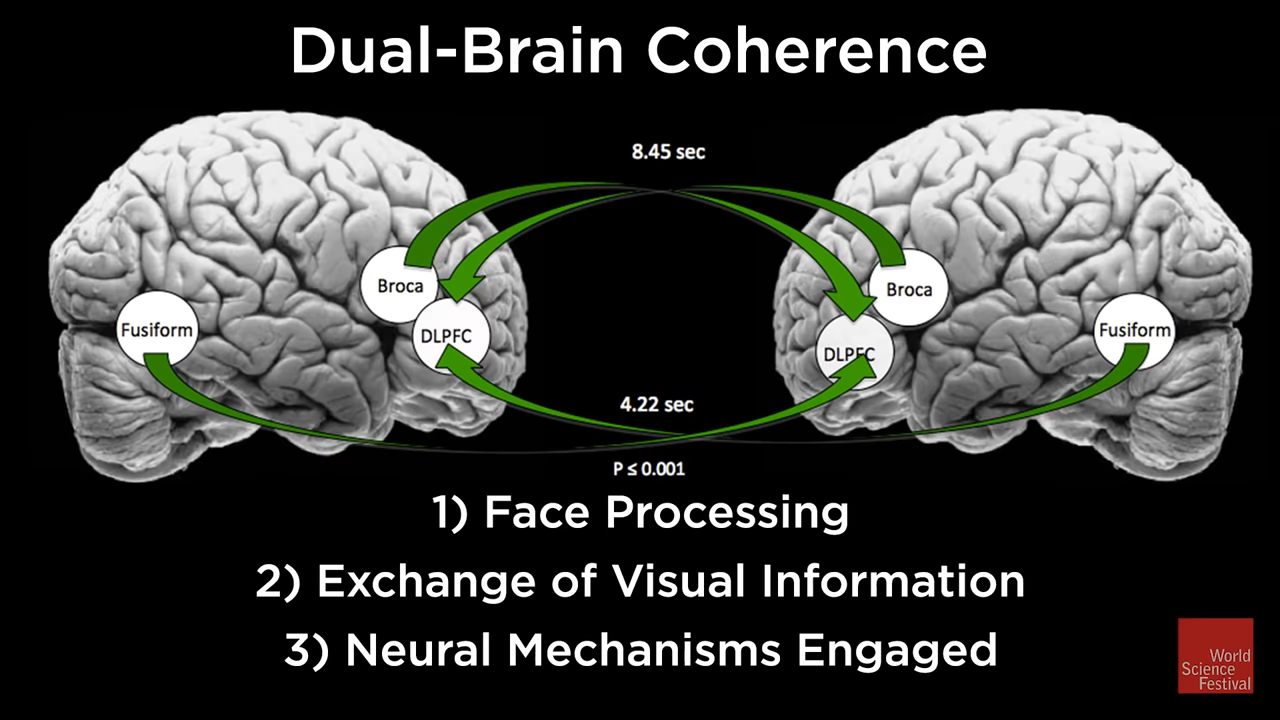 Dual-Brain Coherence
8.45 sec
Broca
Broca
DLPFC
DLPFC
Fusiform
Fusiform
4.22 sec
P ≤ 0.001
1) Face Processing
2) Exchange of Visual Information
3) Neural Mechanisms Engaged
World
Science
Festival